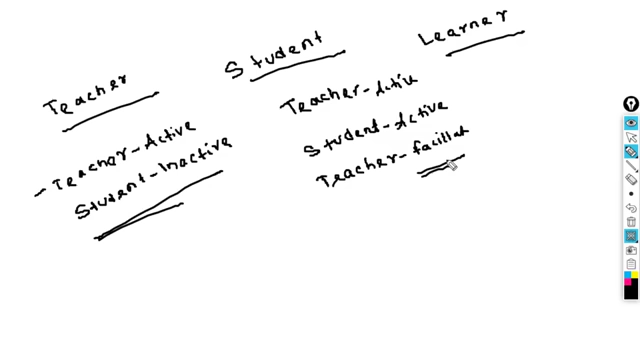 Teacher
Student
Learner
Teacher-Active
Student-Inactive
Teacher-Active
Student-Active
Teacher-facilitat